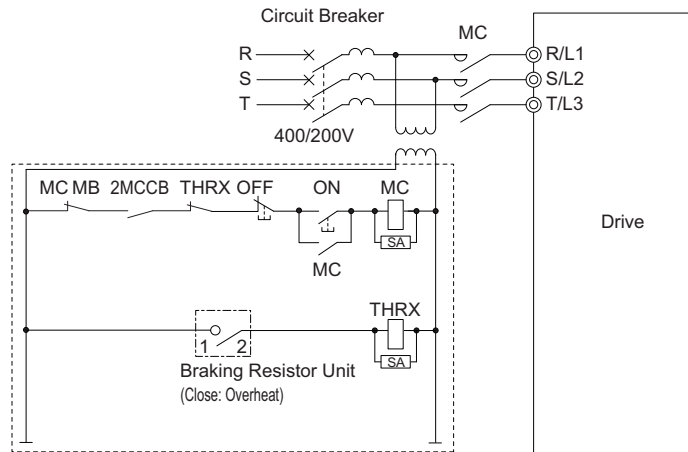 Circuit Breaker
MC
R
R/L1
S
S/L2
T
T/L3
400/200V
MC MB 2MCCB THRX OFF ON MC
SA
MC
Drive
THRX
1 2
SA
Braking Resistor Unit
(Close: Overheat)